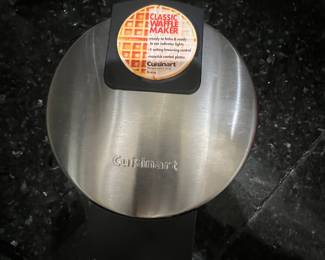 CLASSIC
WAFFLE
MAKER
ready to bake & ready
to eat indicator lights
5 setting browning control
nonstick coated plates
Cuisinart
Cuisinart